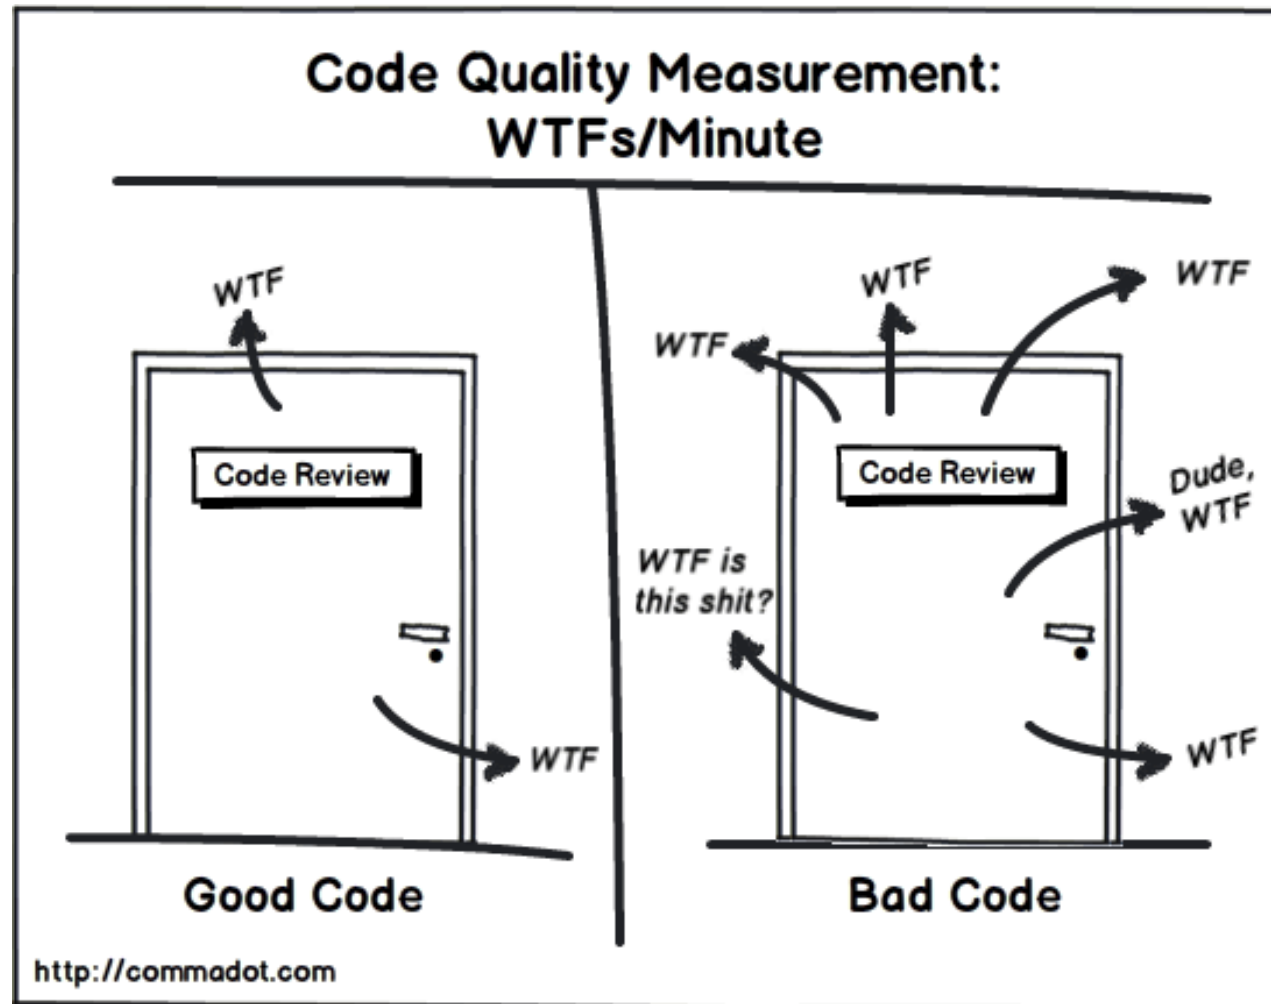 Code Quality Measurement:
WTFs/Minute
WTF
Code Review
WTF
Good Code
WTF
WTF
WTF
Code Review
Dude,
WTF
WTF is
this shit?
WTF
Bad Code
http://commadot.com